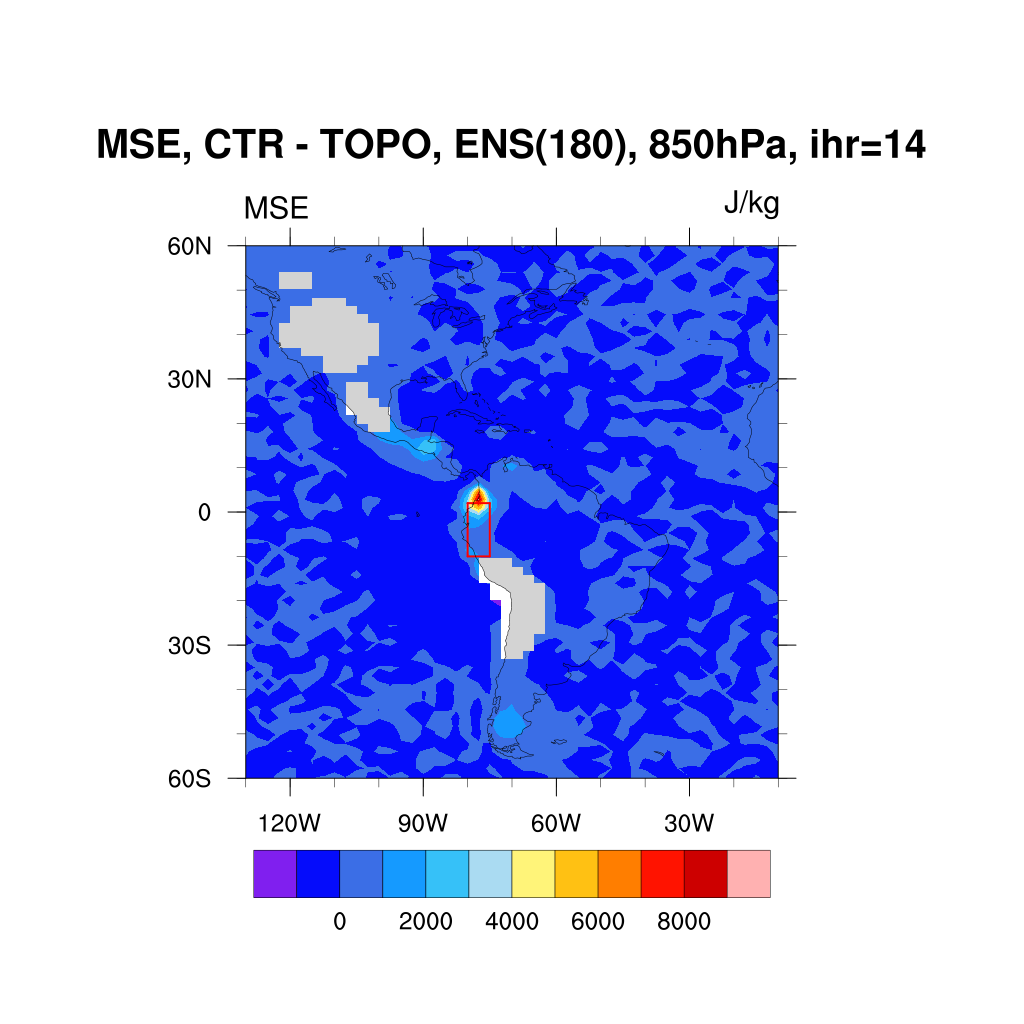 MSE, CTR - TOPO, ENS(180), 850hPa, ihr=14
MSE J/kg
60N
30N
0
30S
60S
120W 90W 60W 30W
0 2000 4000 6000 8000